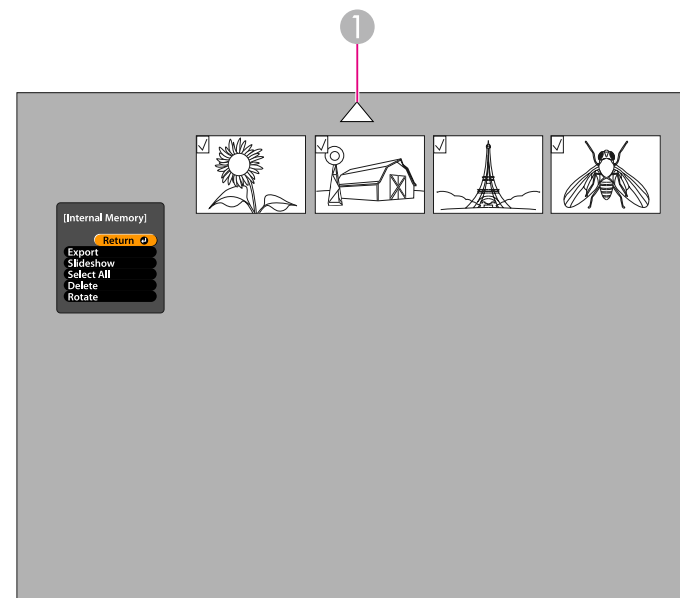 1
[Internal Memory]
Return
Export
Slideshow
Select All
Delete
Rotate